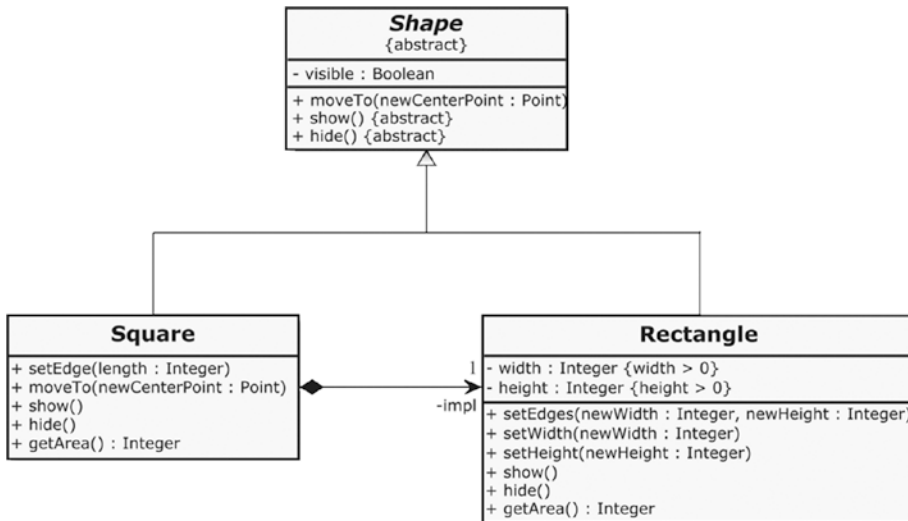 Shape
{abstract}
- visible : Boolean
+ moveTo(newCenterPoint : Point)
+ show() {abstract}
+ hide() {abstract}
Square
+ setEdge(length : Integer)
+ moveTo(newCenterPoint : Point)
+ show()
+ hide()
+ getArea() : Integer
1
-impl
Rectangle
- width : Integer {width > 0}
- height : Integer {height > 0}
+ setEdges(newWidth : Integer, newHeight : Integer)
+ setWidth(newWidth : Integer)
+ setHeight(newHeight : Integer)
+ show()
+ hide()
+ getArea() : Integer